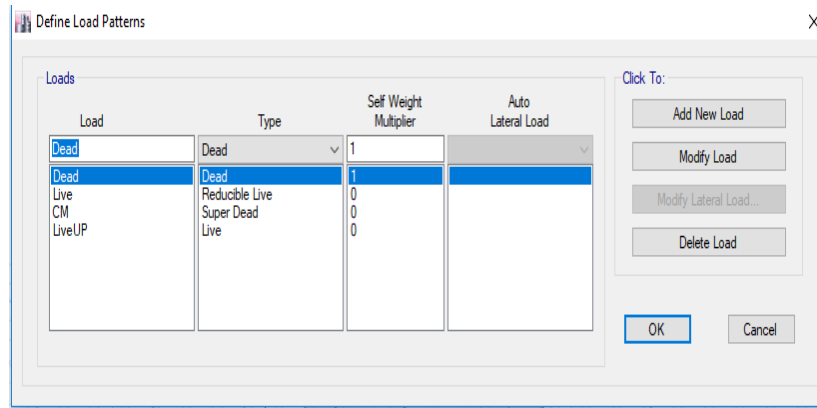 Define Load Patterns
Loads
Load Type Self Weight Multiplier Auto Lateral Load
Dead Dead 1
Dead Dead 1
Live Reducible Live 0
CM Super Dead 0
LiveUP Live 0
Click To:
Add New Load
Modify Load
Modify Lateral Load...
Delete Load
OK Cancel